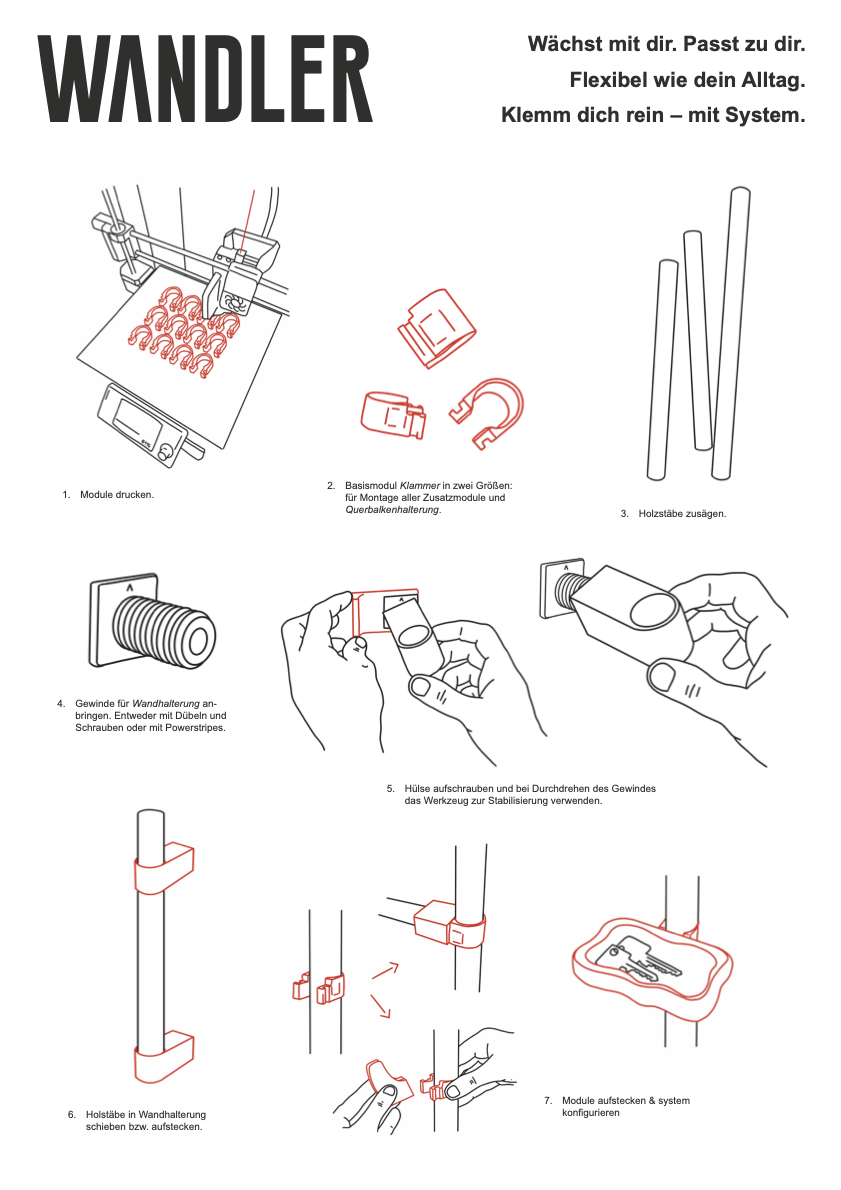 WANDLER
Wächst mit dir. Passt zu dir.
Flexibel wie dein Alltag.
Klemm dich rein – mit System.
1. Module drucken.
2. Basismodul Klammer in zwei Größen:
für Montage aller Zusatzmodule und
Querbalkenhalterung.
3. Holzstäbe zusägen.
4. Gewinde für Wandhalterung an-
bringen. Entweder mit Dübeln und
Schrauben oder mit Powerstripes.
5. Hülse aufschrauben und bei Durchdrehen des Gewindes
das Werkzeug zur Stabilisierung verwenden.
6. Holstäbe in Wandhalterung
schieben bzw. aufstecken.
7. Module aufstecken & system
konfigurieren